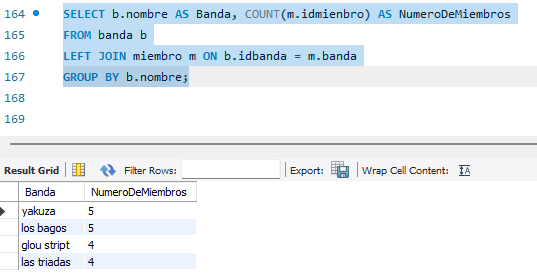 164 SELECT b.nombre AS Banda, COUNT(m.idmienbro) AS NumeroDeMiembros
165 FROM banda b
166 LEFT JOIN miembro m ON b.idbanda = m.banda
167 GROUP BY b.nombre;
168
169
Result Grid Filter Rows: Export: Wrap Cell Content: IA
Banda NumeroDeMiembros
yakuza 5
los bagos 5
glou stript 4
las triadas 4